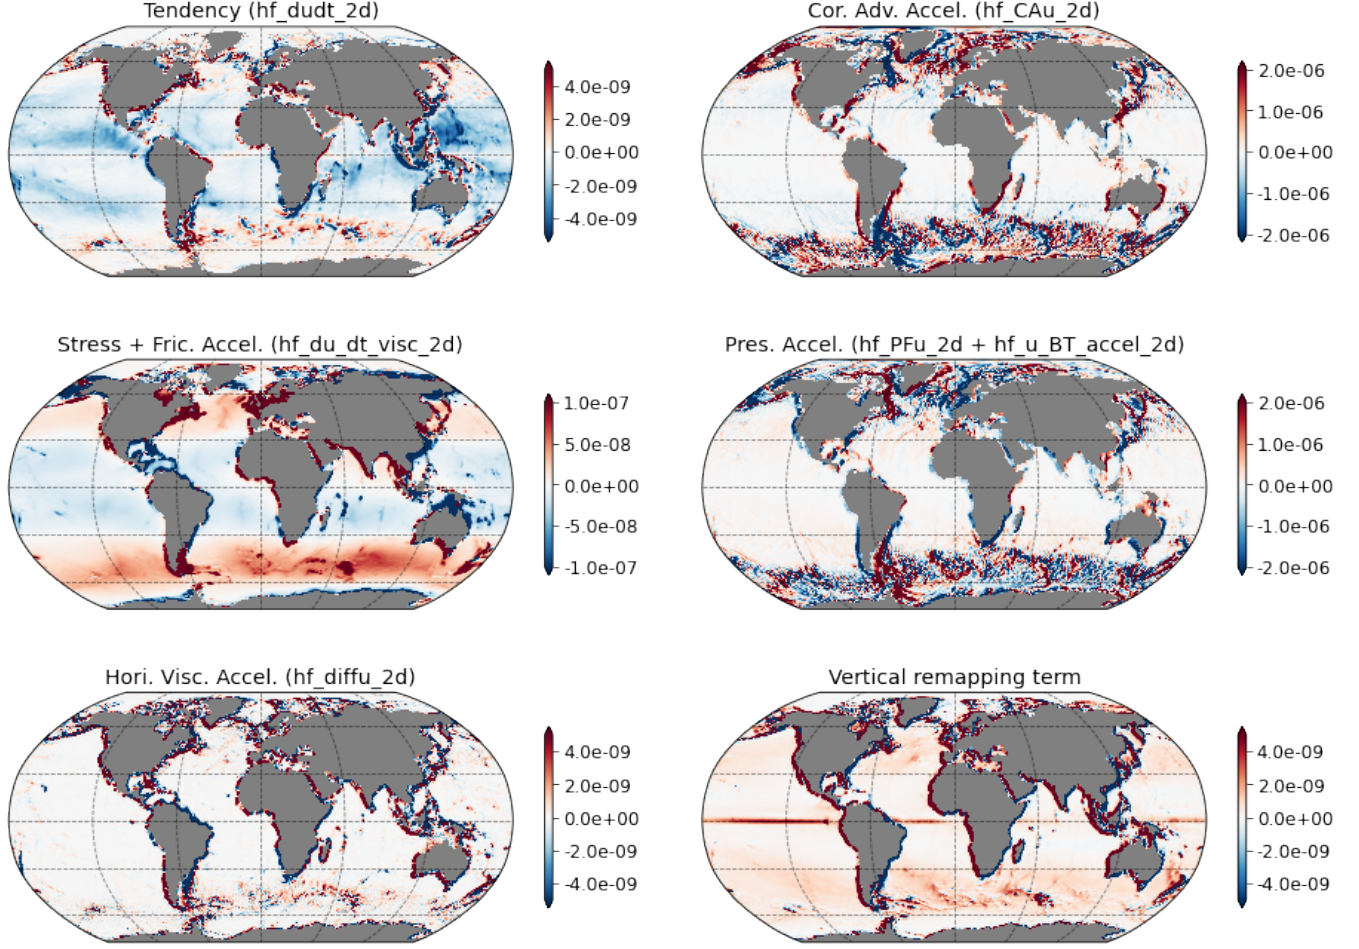 Tendency (hf_dudt_2d)
4.0e-09
2.0e-09
0.0e+00
-2.0e-09
-4.0e-09
Cor. Adv. Accel. (hf_CAu_2d)
2.0e-06
1.0e-06
0.0e+00
-1.0e-06
-2.0e-06
Stress + Fric. Accel. (hf_du_dt_visc_2d)
1.0e-07
5.0e-08
0.0e+00
-5.0e-08
-1.0e-07
Pres. Accel. (hf_PFu_2d + hf_u_BT_accel_2d)
2.0e-06
1.0e-06
0.0e+00
-1.0e-06
-2.0e-06
Hori. Visc. Accel. (hf_diffu_2d)
4.0e-09
2.0e-09
0.0e+00
-2.0e-09
-4.0e-09
Vertical remapping term
4.0e-09
2.0e-09
0.0e+00
-2.0e-09
-4.0e-09